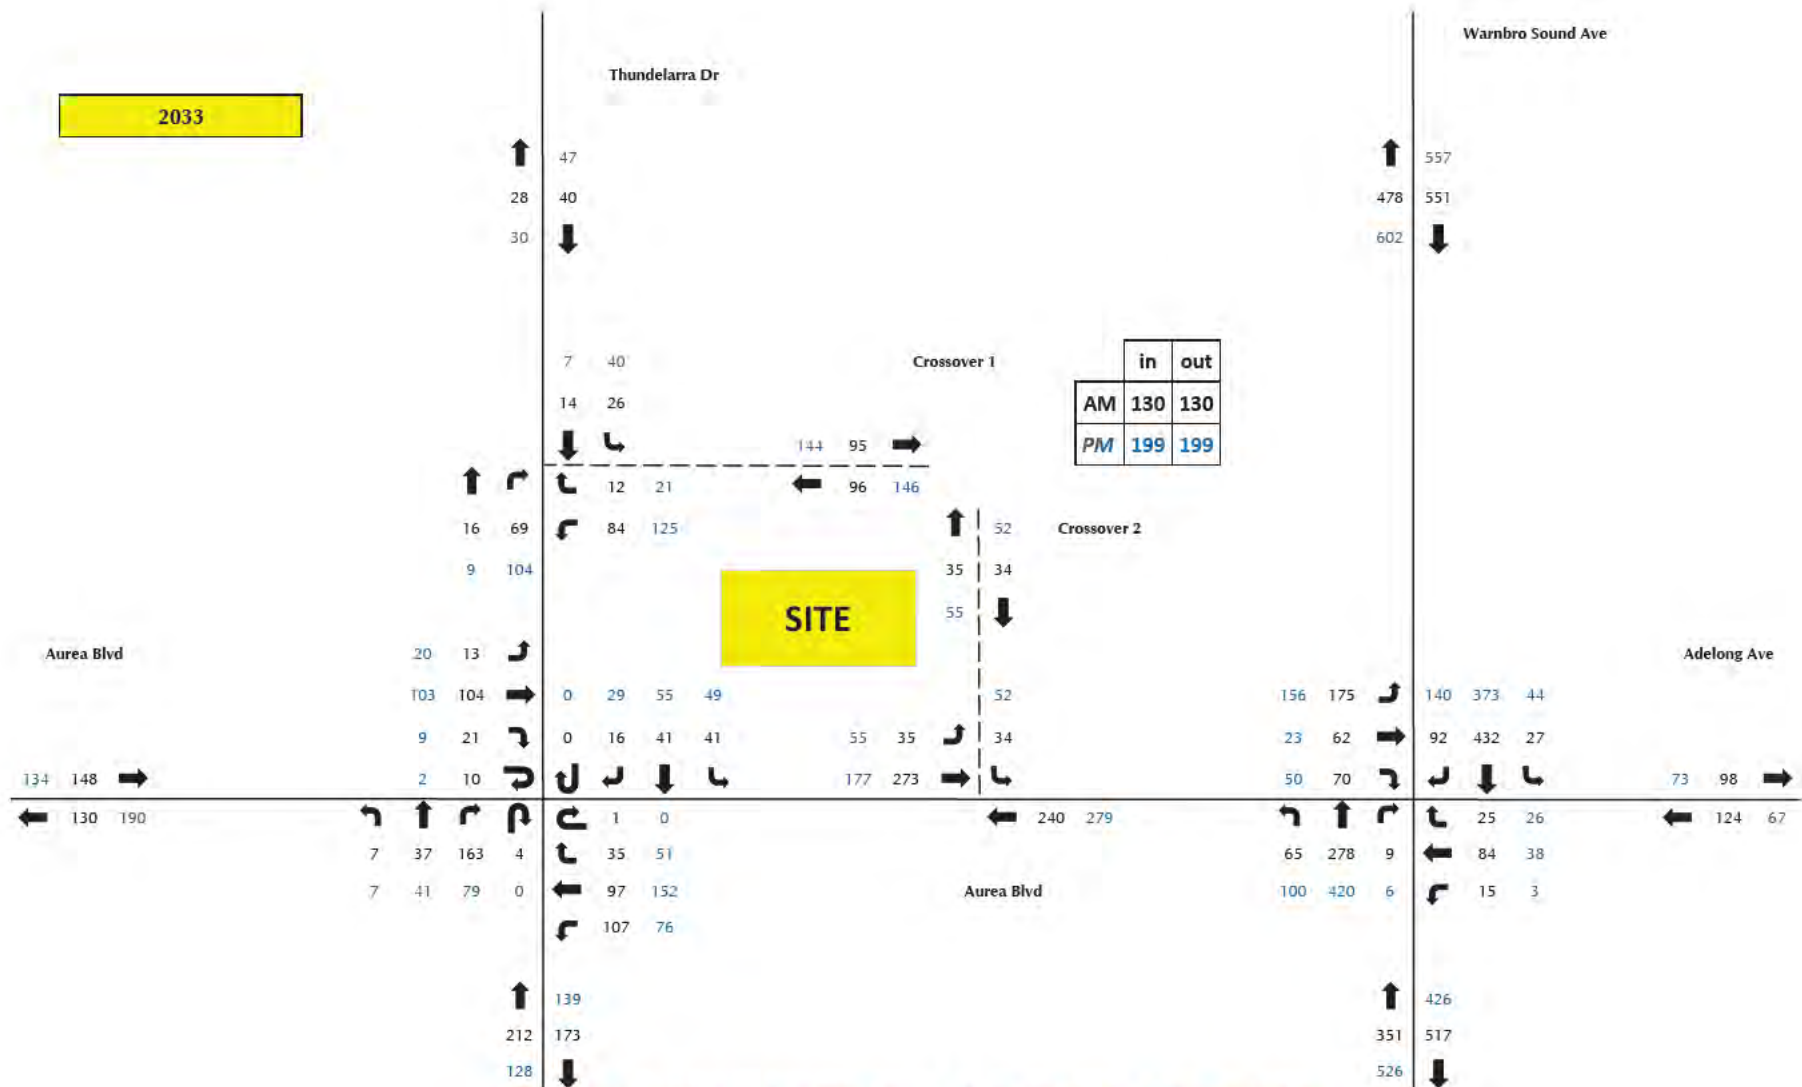 Warnbro Sound Ave
Thundelarra Dr
2033
47 557
28 40 478 551
30 602
7 40 Crossover 1 in out
14 26 AM 130 130
144 95 PM 199 199
12 21 96 146
16 69 84 125 52 Crossover 2
9 104 35 34
SITE 55
Aurea Blvd 20 13 Adelong Ave
103 104 0 29 55 49 52 156 175 140 373 44
9 21 0 16 41 41 55 35 34 23 62 92 432 27
134 148 2 10 177 273 50 70 73 98
130 190 1 0 240 279 25 26 124 67
7 37 163 4 35 51 65 278 9 84 38
7 41 79 0 97 152 Aurea Blvd 100 420 6 15 3
107 76
139 426
212 173 351 517
128 526